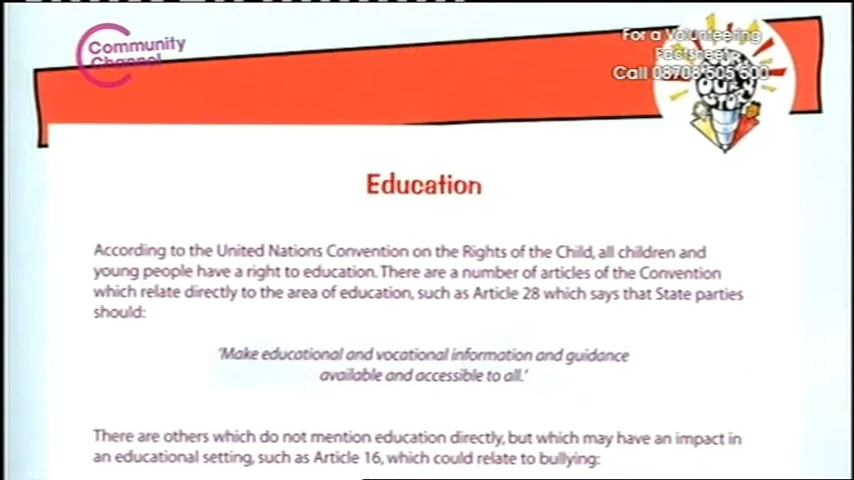 Community
Channel
For a Volunteering
Factsheet
Call 08708 505 500
OUR
STORY
Education
According to the United Nations Convention on the Rights of the Child, all children and
young people have a right to education. There are a number of articles of the Convention
which relate directly to the area of education, such as Article 28 which says that State parties
should:
'Make educational and vocational information and guidance
available and accessible to all.'
There are others which do not mention education directly, but which may have an impact in
an educational setting, such as Article 16, which could relate to bullying: